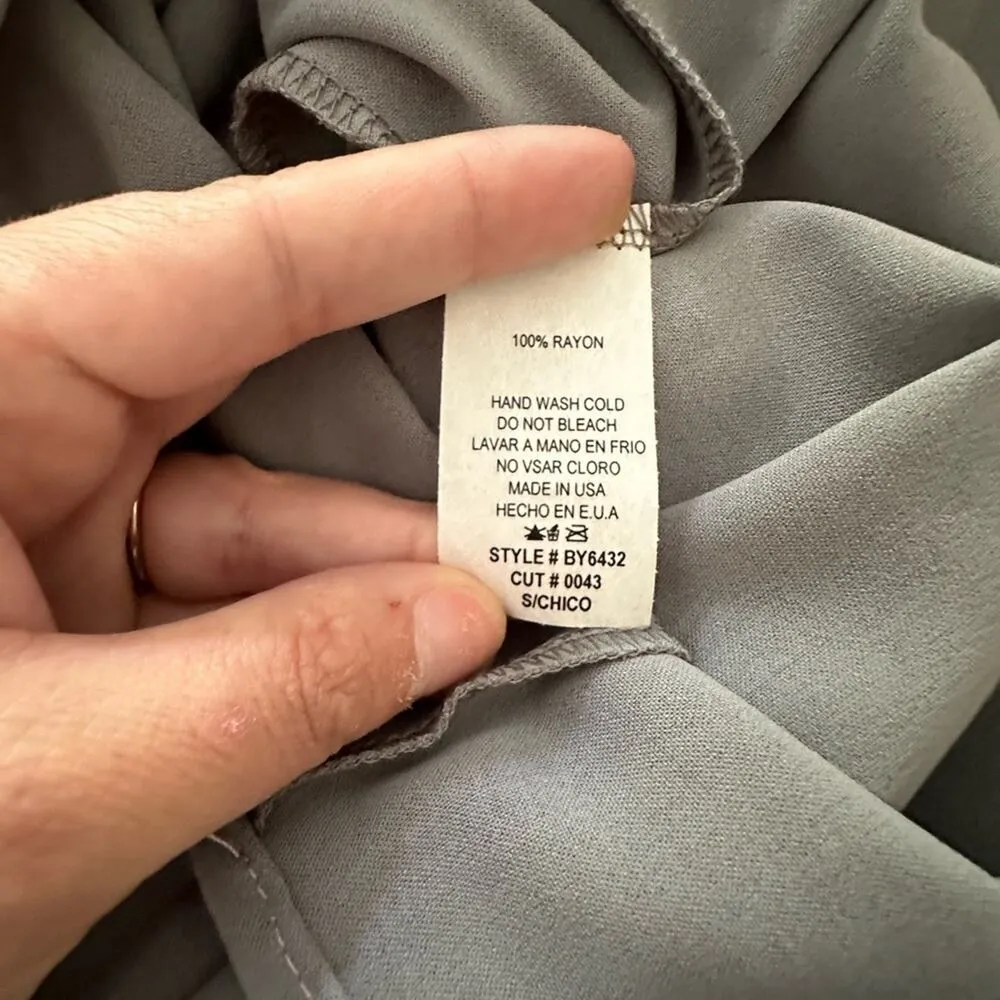 100% RAYON
HAND WASH COLD
DO NOT BLEACH
LAVAR A MANO EN FRIO
NO VSAR CLORO
MADE IN USA
HECHO EN E.U.A
STYLE # BY6432
CUT # 0043
S/CHICO